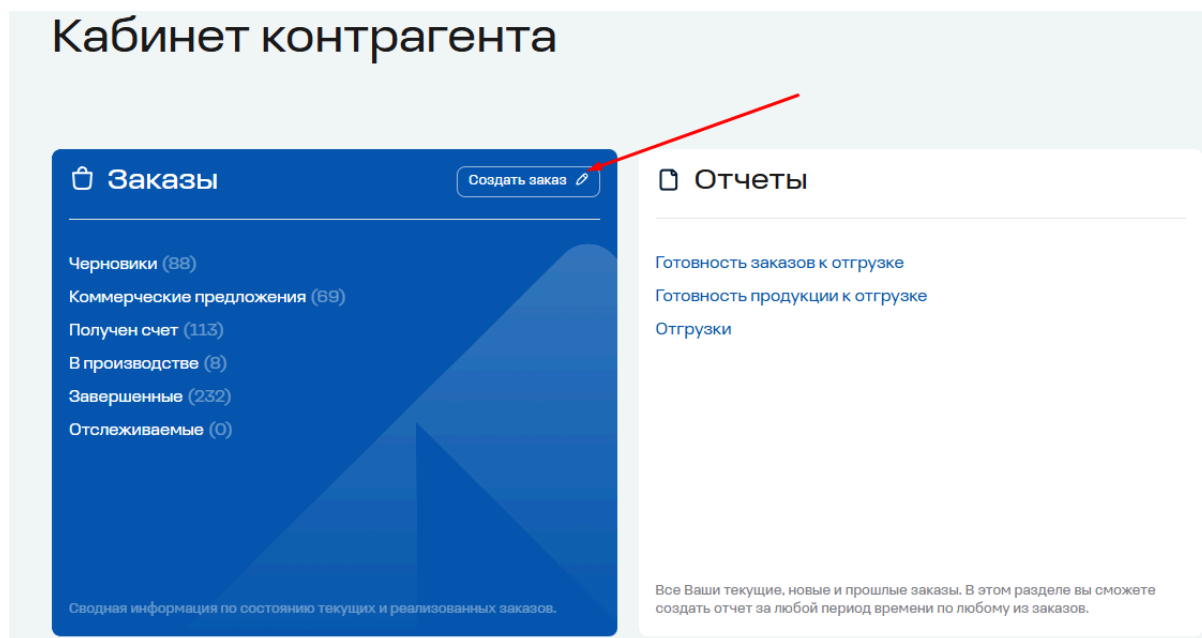 Кабинет контрагента
Заказы
Создать заказ
Черновики (88)
Коммерческие предложения (69)
Получен счет (113)
В производстве (8)
Завершенные (232)
Отслеживаемые (0)
Сводная информация по состоянию текущих и реализованных заказов.
Отчеты
Готовность заказов к отгрузке
Готовность продукции к отгрузке
Отгрузки
Все Ваши текущие, новые и прошлые заказы. В этом разделе вы сможете
создать отчет за любой период времени по любому из заказов.